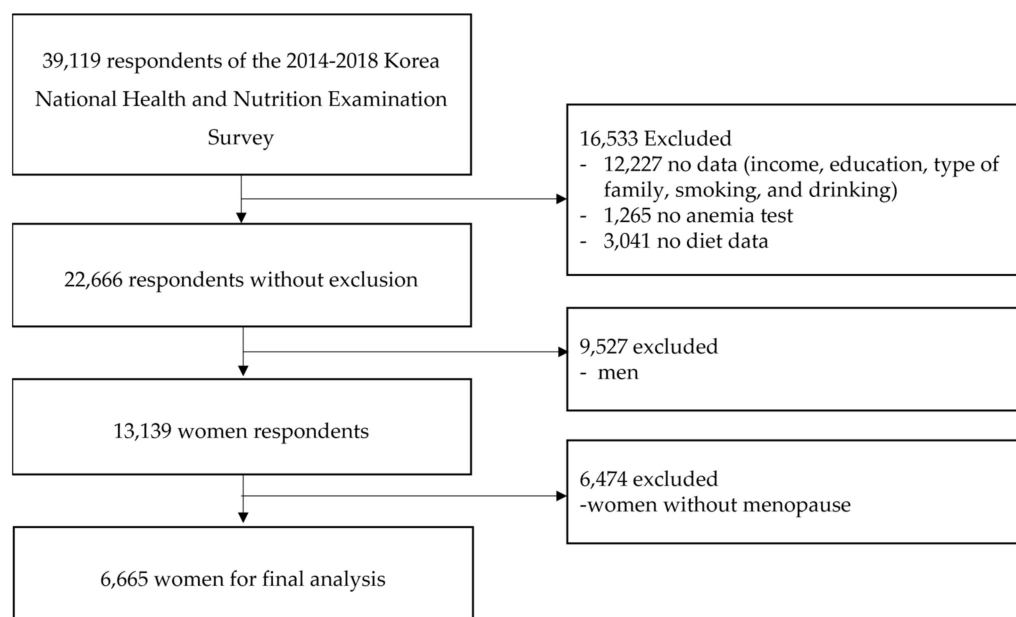 39,119 respondents of the 2014-2018 Korea
National Health and Nutrition Examination
Survey
16,533 Excluded
- 12,227 no data (income, education, type of
family, smoking, and drinking)
- 1,265 no anemia test
- 3,041 no diet data
22,666 respondents without exclusion
9,527 excluded
- men
13,139 women respondents
6,474 excluded
-women without menopause
6,665 women for final analysis